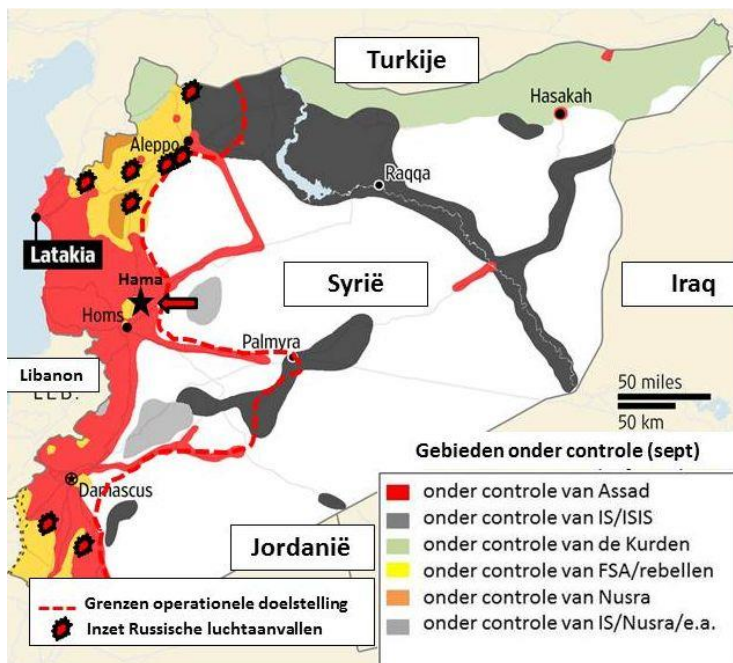 Turkije
Hasakah
Aleppo
Raqqa
Latakia
Hama
Syrië
Iraq
Homs
Palmyra
Libanon
LEB.
50 miles
50 km
Gebieden onder controle (sept)
Damascus
onder controle van Assad
onder controle van IS/ISIS
onder controle van de Kurden
onder controle van FSA/rebellen
onder controle van Nusra
onder controle van IS/Nusra/e.a.
Jordanië
Grenzen operationele doelstelling
Inzet Russische luchtaanvallen